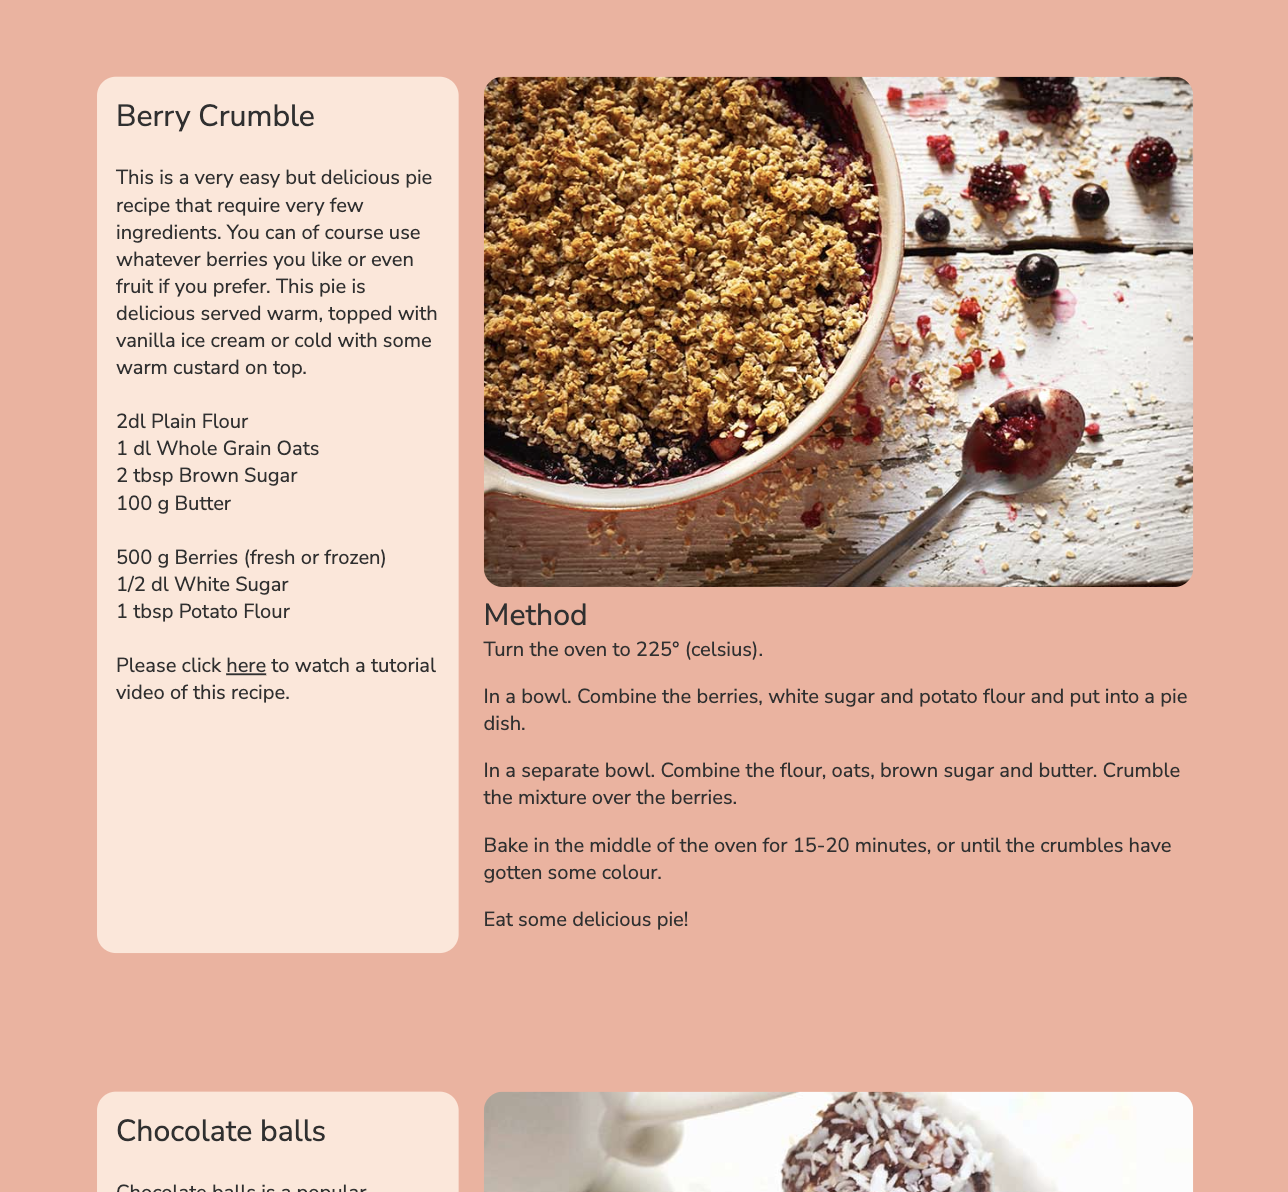 Berry Crumble
This is a very easy but delicious pie
recipe that require very few
ingredients. You can of course use
whatever berries you like or even
fruit if you prefer. This pie is
delicious served warm, topped with
vanilla ice cream or cold with some
warm custard on top.
2dl Plain Flour
1 dl Whole Grain Oats
2 tbsp Brown Sugar
100 g Butter
500 g Berries (fresh or frozen)
1/2 dl White Sugar
1 tbsp Potato Flour
Please click here to watch a tutorial
video of this recipe.
Method
Turn the oven to 225° (celsius).
In a bowl. Combine the berries, white sugar and potato flour and put into a pie
dish.
In a separate bowl. Combine the flour, oats, brown sugar and butter. Crumble
the mixture over the berries.
Bake in the middle of the oven for 15-20 minutes, or until the crumbles have
gotten some colour.
Eat some delicious pie!
Chocolate balls
Chocolate balls is a popular